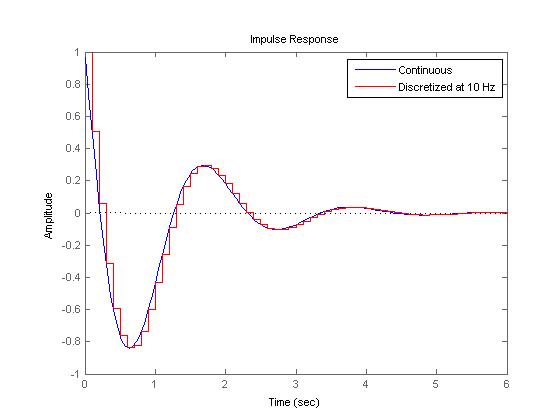 Impulse Response
Continuous
Discretized at 10 Hz
Amplitude
1
0.8
0.6
0.4
0.2
0
-0.2
-0.4
-0.6
-0.8
-1
0 1 2 3 4 5 6
Time (sec)